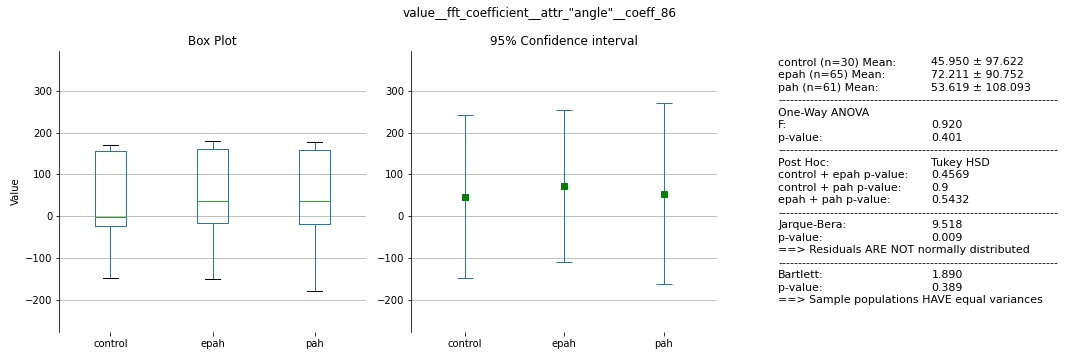 value__fft_coefficient__attr_"angle"__coeff_86
Box Plot
Value
300
200
100
0
−100
−200
control
epah
pah
95% Confidence interval
300
200
100
0
−100
−200
control
epah
pah
control (n=30) Mean: 45.950 ± 97.622
epah (n=65) Mean: 72.211 ± 90.752
pah (n=61) Mean: 53.619 ± 108.093
One-Way ANOVA
F: 0.920
p-value: 0.401
Post Hoc: Tukey HSD
control + epah p-value: 0.4569
control + pah p-value: 0.9
epah + pah p-value: 0.5432
Jarque-Bera: 9.518
p-value: 0.009
==> Residuals ARE NOT normally distributed
Bartlett: 1.890
p-value: 0.389
==> Sample populations HAVE equal variances